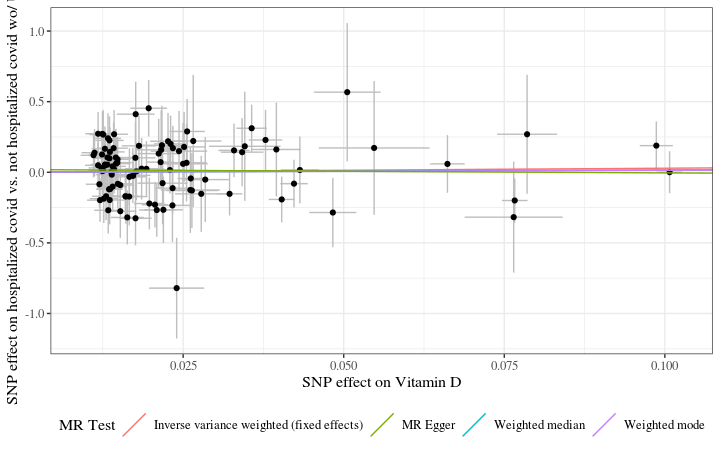 SNP effect on hospitalized covid vs. not hospitalized covid wo/
1.0
0.5
0.0
-0.5
-1.0
0.025
0.050
0.075
0.100
SNP effect on Vitamin D
MR Test
Inverse variance weighted (fixed effects)
MR Egger
Weighted median
Weighted mode